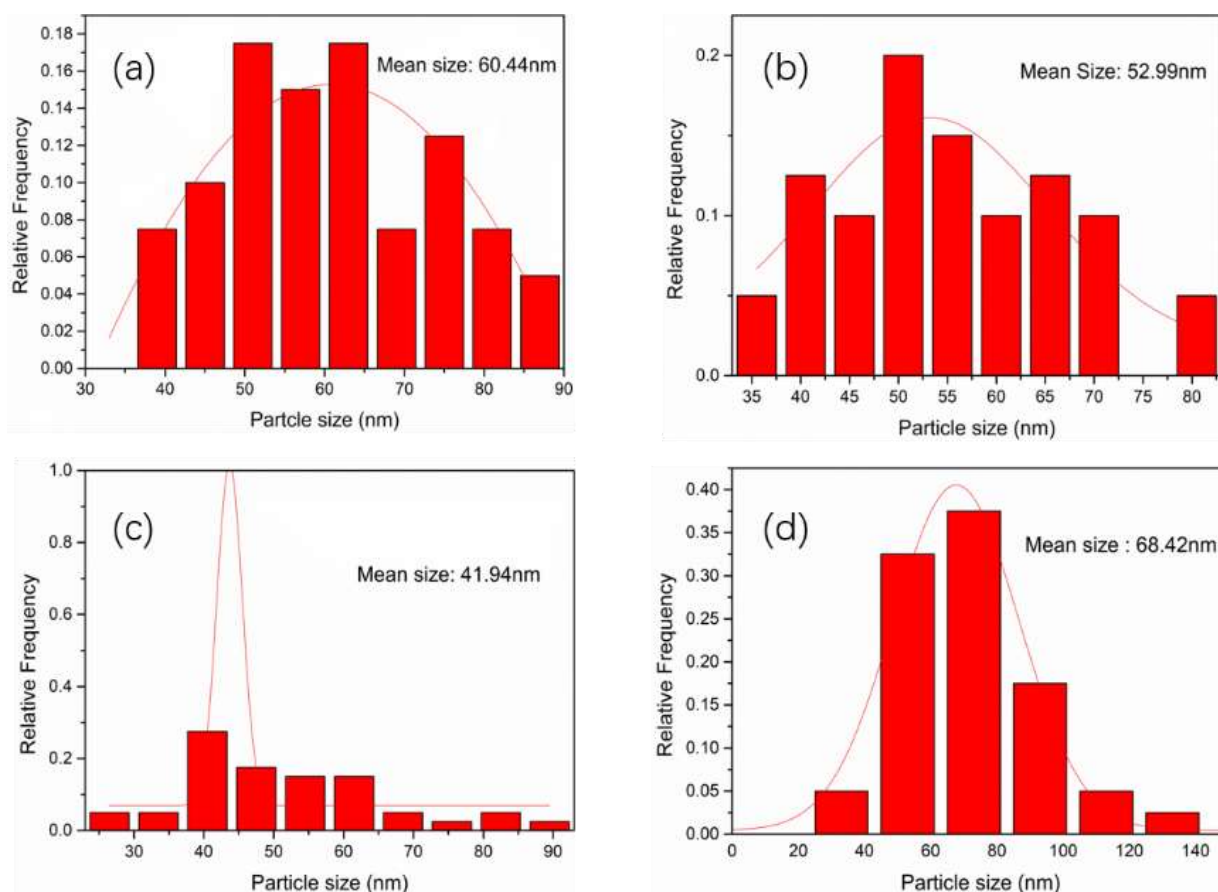 (a)
Mean size: 60.44nm
Relative Frequency
0.18
0.16
0.14
0.12
0.10
0.08
0.06
0.04
0.02
0.00
30 40 50 60 70 80 90
Partcle size (nm)
(b)
Mean Size: 52.99nm
Relative Frequency
0.2
0.1
0.0
35 40 45 50 55 60 65 70 75 80
Particle size (nm)
(c)
Mean size: 41.94nm
Relative Frequency
1.0
0.8
0.6
0.4
0.2
0.0
30 40 50 60 70 80 90
Particle size (nm)
(d)
Mean size : 68.42nm
Relative Frequency
0.40
0.35
0.30
0.25
0.20
0.15
0.10
0.05
0.00
0 20 40 60 80 100 120 140
Particle size (nm)